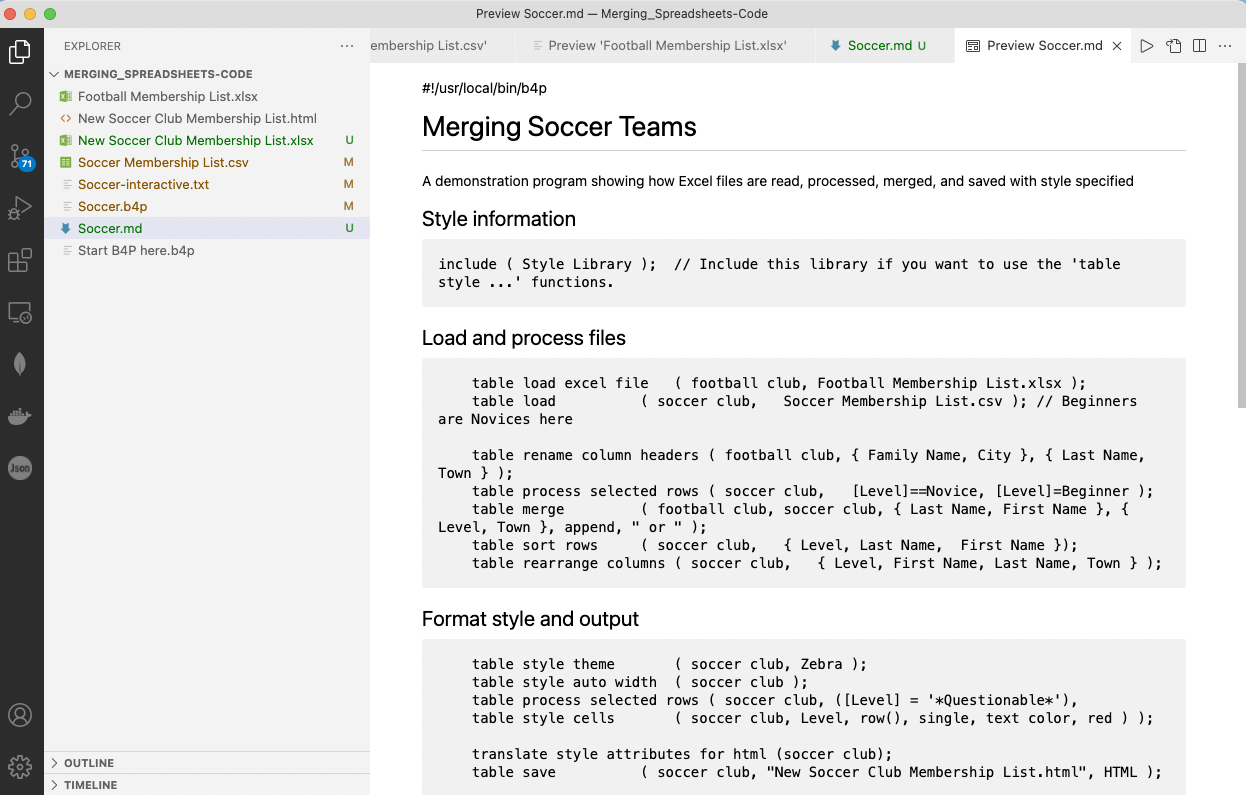 Preview Soccer.md — Merging_Spreadsheets-Code
EXPLORER
embership List.csv'
Preview 'Football Membership List.xlsx'
Soccer.md U
Preview Soccer.md
MERGING_SPREADSHEETS-CODE
Football Membership List.xlsx
New Soccer Club Membership List.html
New Soccer Club Membership List.xlsx U
Soccer Membership List.csv M
Soccer-interactive.txt M
Soccer.b4p M
Soccer.md U
Start B4P here.b4p
71
Json
OUTLINE
TIMELINE
#!/usr/local/bin/b4p
Merging Soccer Teams
A demonstration program showing how Excel files are read, processed, merged, and saved with style specified
Style information
include ( Style Library );  // Include this library if you want to use the 'table
style ...' functions.
Load and process files
table load excel file   ( football club, Football Membership List.xlsx );
table load          ( soccer club,   Soccer Membership List.csv ); // Beginners
are Novices here
table rename column headers ( football club, { Family Name, City }, { Last Name,
Town } );
table process selected rows ( soccer club,   [Level]==Novice, [Level]=Beginner );
table merge         ( football club, soccer club, { Last Name, First Name }, {
Level, Town }, append, " or " );
table sort rows     ( soccer club,   { Level, Last Name,  First Name });
table rearrange columns ( soccer club,   { Level, First Name, Last Name, Town } );
Format style and output
table style theme       ( soccer club, Zebra );
table style auto width  ( soccer club );
table process selected rows ( soccer club, ([Level] = '*Questionable*'),
table style cells       ( soccer club, Level, row(), single, text color, red ) );
translate style attributes for html (soccer club);
table save          ( soccer club, "New Soccer Club Membership List.html", HTML );